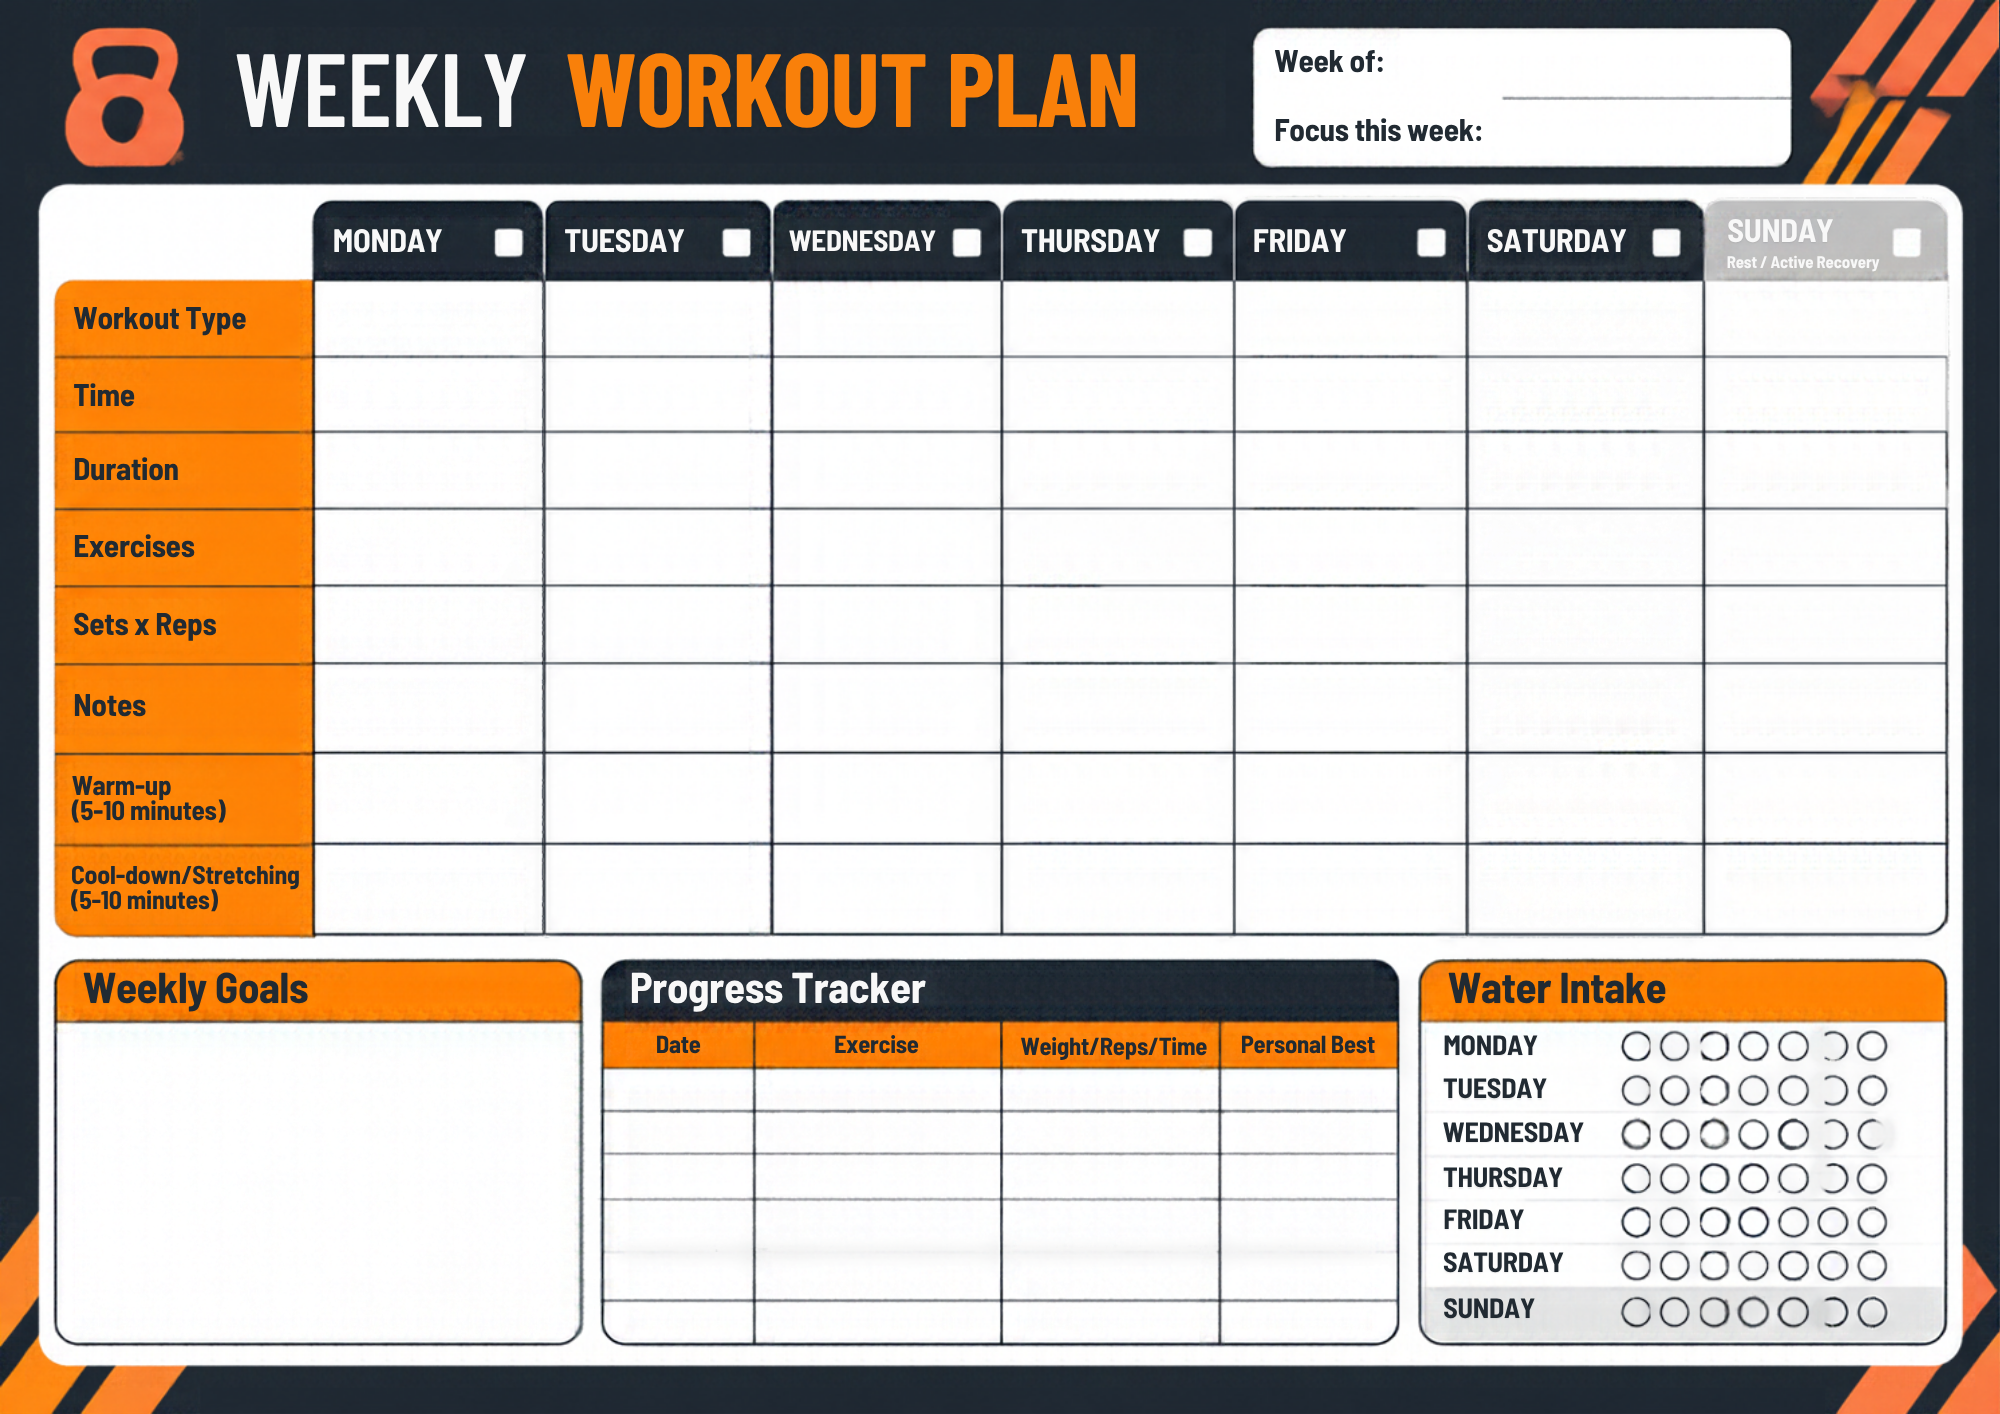 WEEKLY WORKOUT PLAN
Week of:
Focus this week:
MONDAY TUESDAY WEDNESDAY THURSDAY FRIDAY SATURDAY SUNDAY
Rest / Active Recovery
Workout Type
Time
Duration
Exercises
Sets x Reps
Notes
Warm-up
(5-10 minutes)
Cool-down/Stretching
(5-10 minutes)
Weekly Goals
Progress Tracker
Date Exercise Weight/Reps/Time Personal Best
Water Intake
MONDAY
TUESDAY
WEDNESDAY
THURSDAY
FRIDAY
SATURDAY
SUNDAY